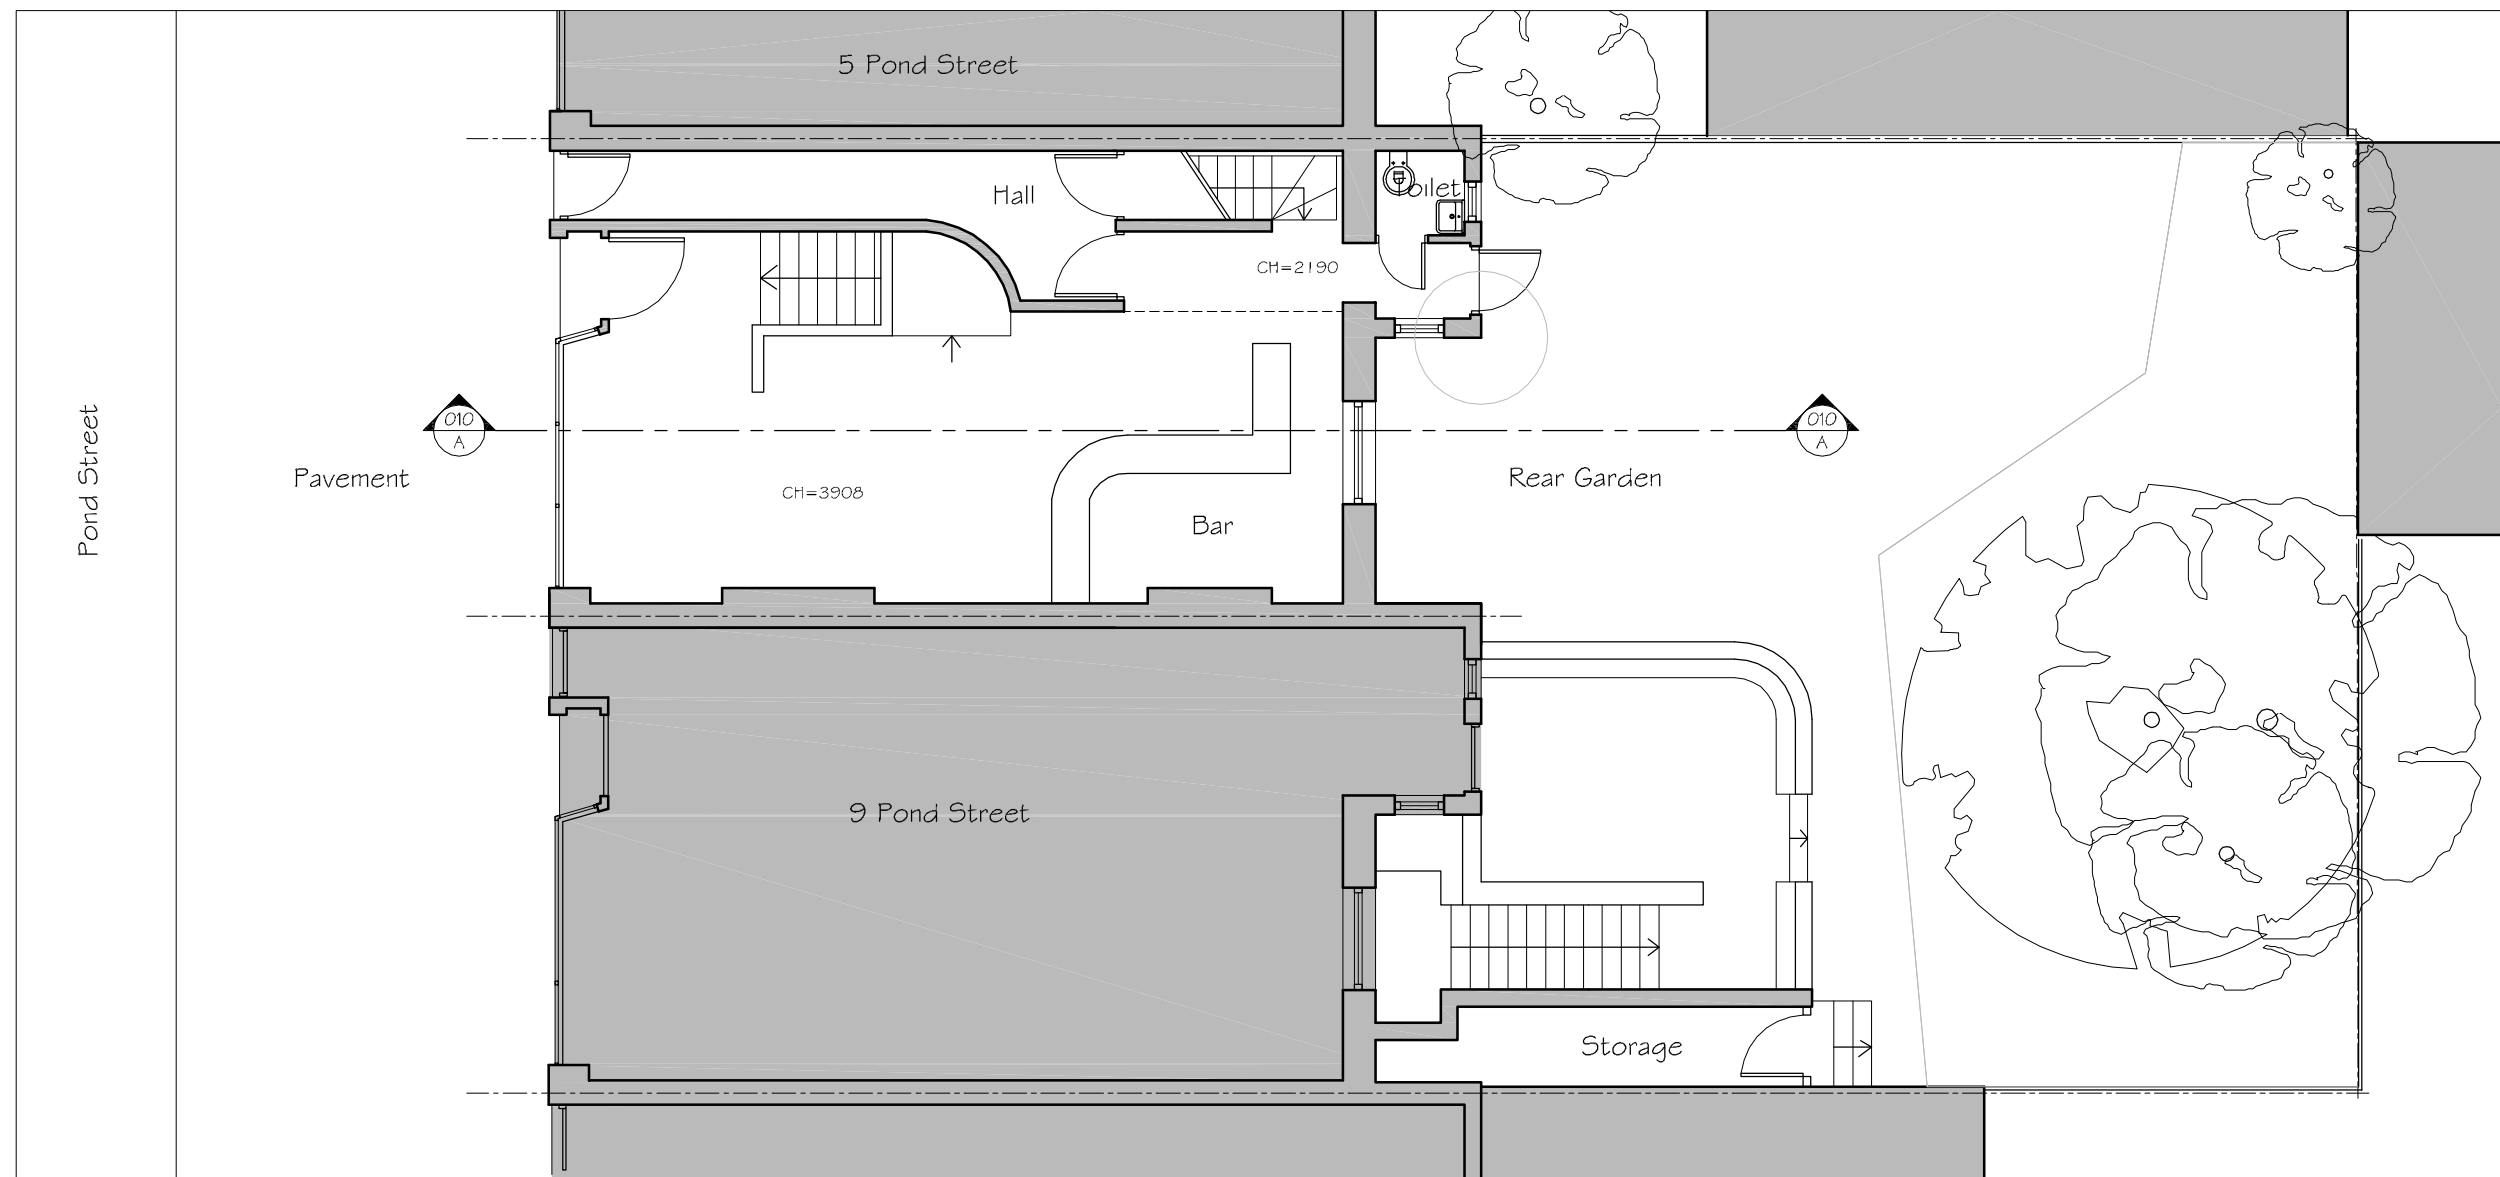 5 Pond Street
Hall
Toilet
CH=2190
Pond Street
010
A
010
A
Pavement
Rear Garden
CH=3908
Bar
9 Pond Street
Storage